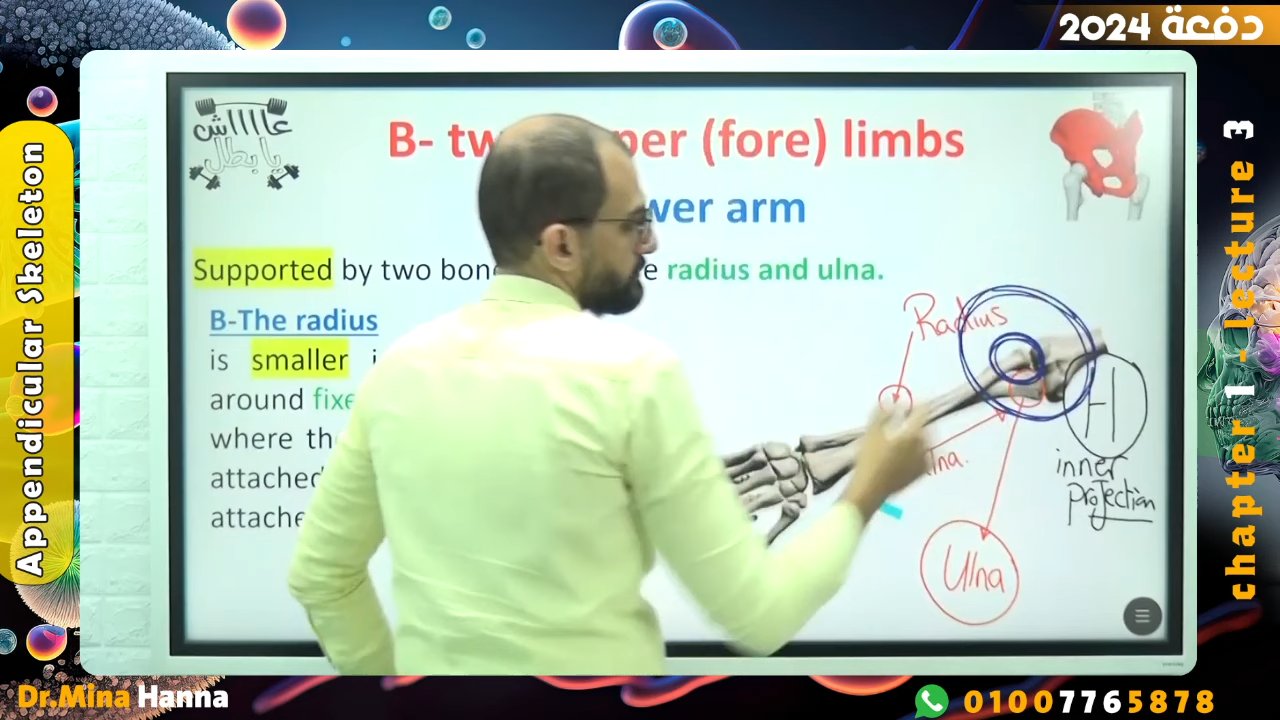 دفعة 2024
Appendicular Skeleton
chapter 1 - lecture 3
عاااااش
يا بطل
B- tw per (fore) limbs
wer arm
Supported by two bon e radius and ulna.
B-The radius
is smaller i
around fixe
where th
attached
attache
Radius
H
inner
projection
Ulna
Dr.Mina Hanna
01007765878